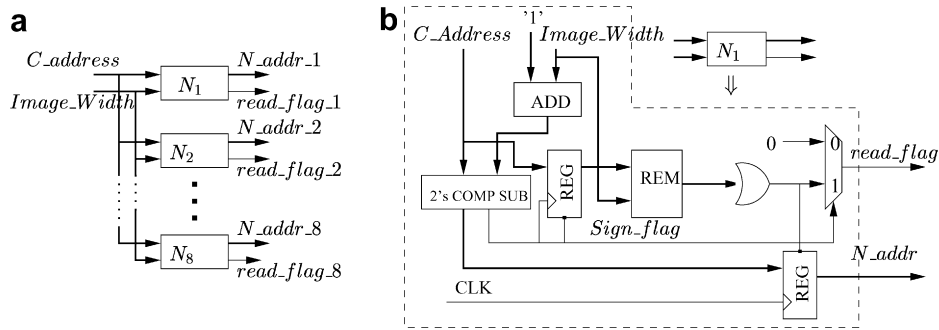 a
C_address
Image_Width
N1
N_addr_1
read_flag_1
N2
N_addr_2
read_flag_2
N8
N_addr_8
read_flag_8
b
'1'
C_Address
Image_Width
N1
ADD
0
0
read_flag
REG
REM
1
2's COMP SUB
Sign_flag
N_addr
REG
CLK